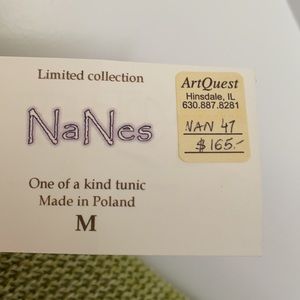 Limited collection
NaNes
One of a kind tunic
Made in Poland
M
ArtQuest
Hinsdale, IL
630.887.8281
NAN 47
$165.-